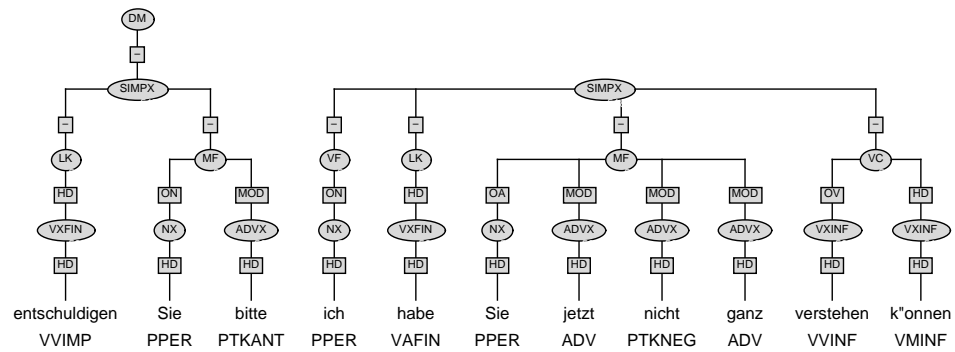 DM
–
SIMPX SIMPX
– – – – – –
LK MF VF LK MF VC
HD ON MOD ON HD OA MOD MOD MOD OV HD
VXFIN NX ADVX NX VXFIN NX ADVX ADVX ADVX VXINF VXINF
HD HD HD HD HD HD HD HD HD HD HD
entschuldigen Sie bitte ich habe Sie jetzt nicht ganz verstehen k"onnen
VVIMP PPER PTKANT PPER VAFIN PPER ADV PTKNEG ADV VVINF VMINF